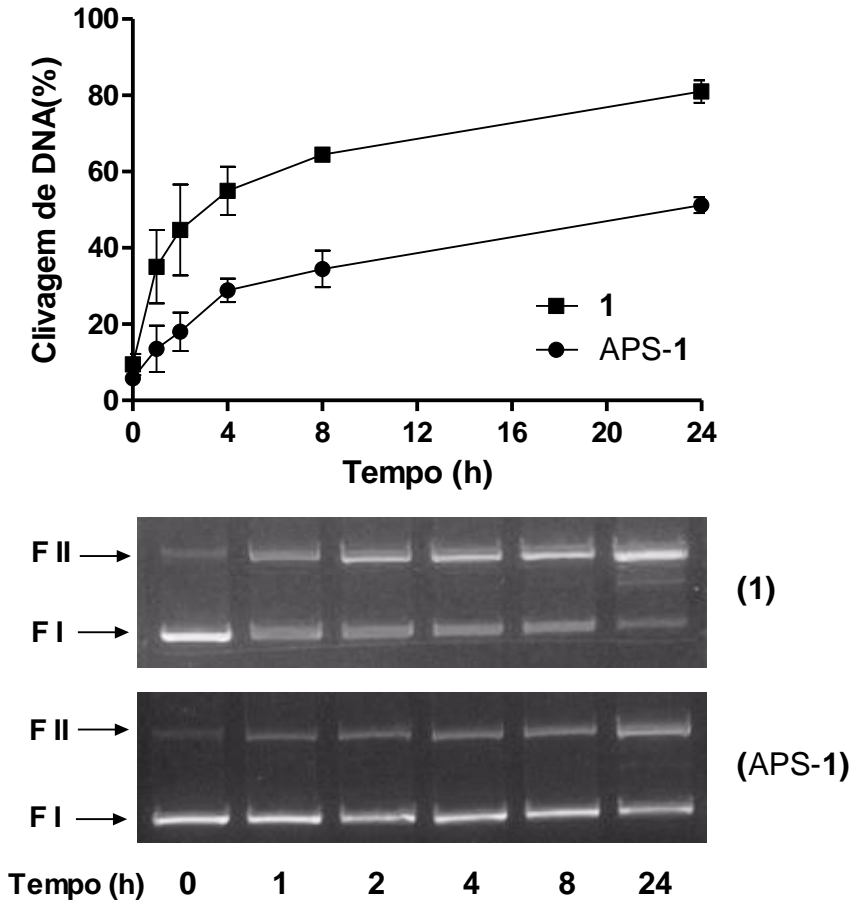 Clivagem de DNA(%)
100
80
60
40
20
0
0 4 8 12 16 20 24
Tempo (h)
1
APS-1
F II
F I
(1)
F II
F I
(APS-1)
Tempo (h) 0 1 2 4 8 24